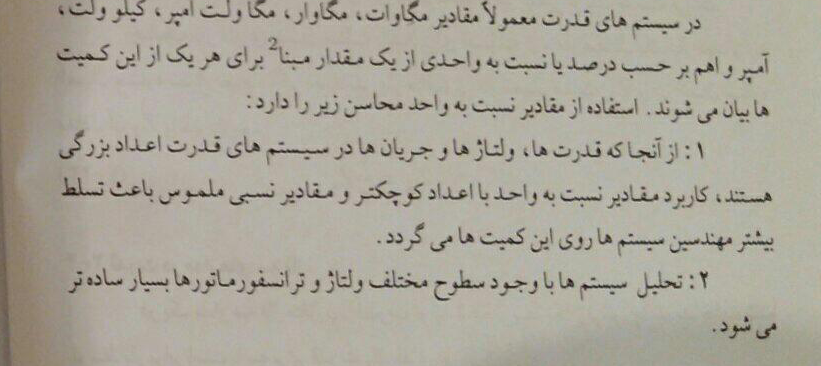 در سیستم های قدرت معمولاً مقادیر مگاوات، مگاوار، مگا ولت آمپر، کیلو ولت،
آمپر و اهم بر حسب درصد یا نسبت به واحدی از یک مقدار مبنا2 برای هر یک از این کمیت
ها بیان می شوند. استفاده از مقادیر نسبت به واحد محاسن زیر را دارد:
۱: از آنجا که قدرت ها، ولتاژ ها و جریان ها در سیستم های قدرت اعداد بزرگی
هستند، کاربرد مقادیر نسبت به واحد با اعداد کوچکتر و مقادیر نسبی ملموس باعث تسلط
بیشتر مهندسین سیستم ها روی این کمیت ها می گردد.
۲: تحلیل سیستم ها با وجود سطوح مختلف ولتاژ و ترانسفورماتورها بسیار ساده تر
می شود.